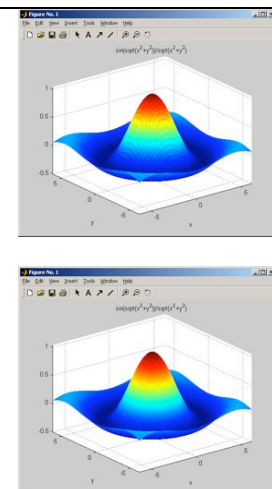 Figure No. 1
File Edit View Insert Tools Window Help
sin(sqrt(x²+y²))/sqrt(x²+y²)
1
0.5
0
-0.5
5
0
-5
y
-5
0
5
x
Figure No. 1
File Edit View Insert Tools Window Help
sin(sqrt(x²+y²))/sqrt(x²+y²)
1
0.5
0
-0.5
5
0
-5
y
-5
0
5
x